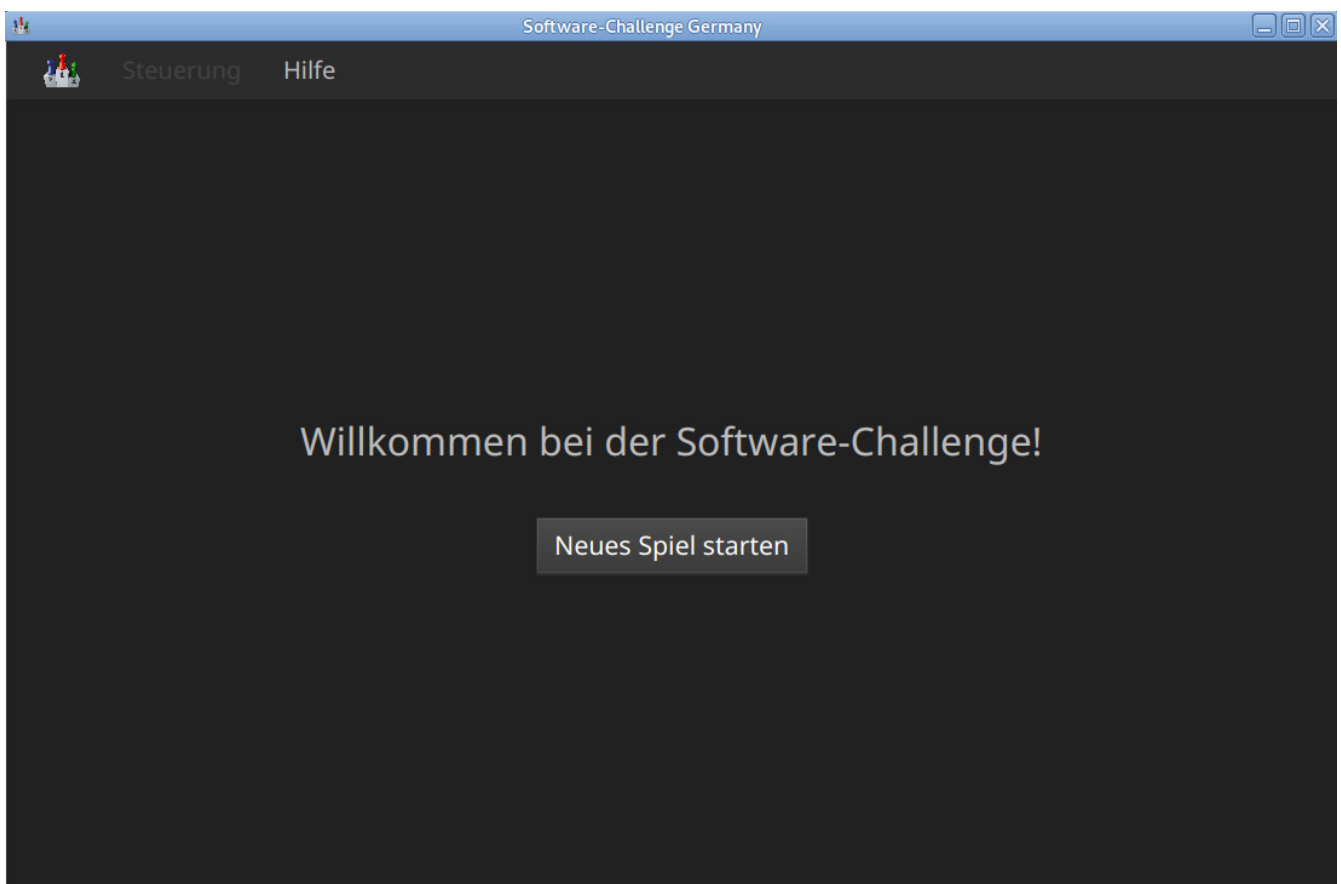 Software-Challenge Germany
Steuerung Hilfe
Willkommen bei der Software-Challenge!
Neues Spiel starten